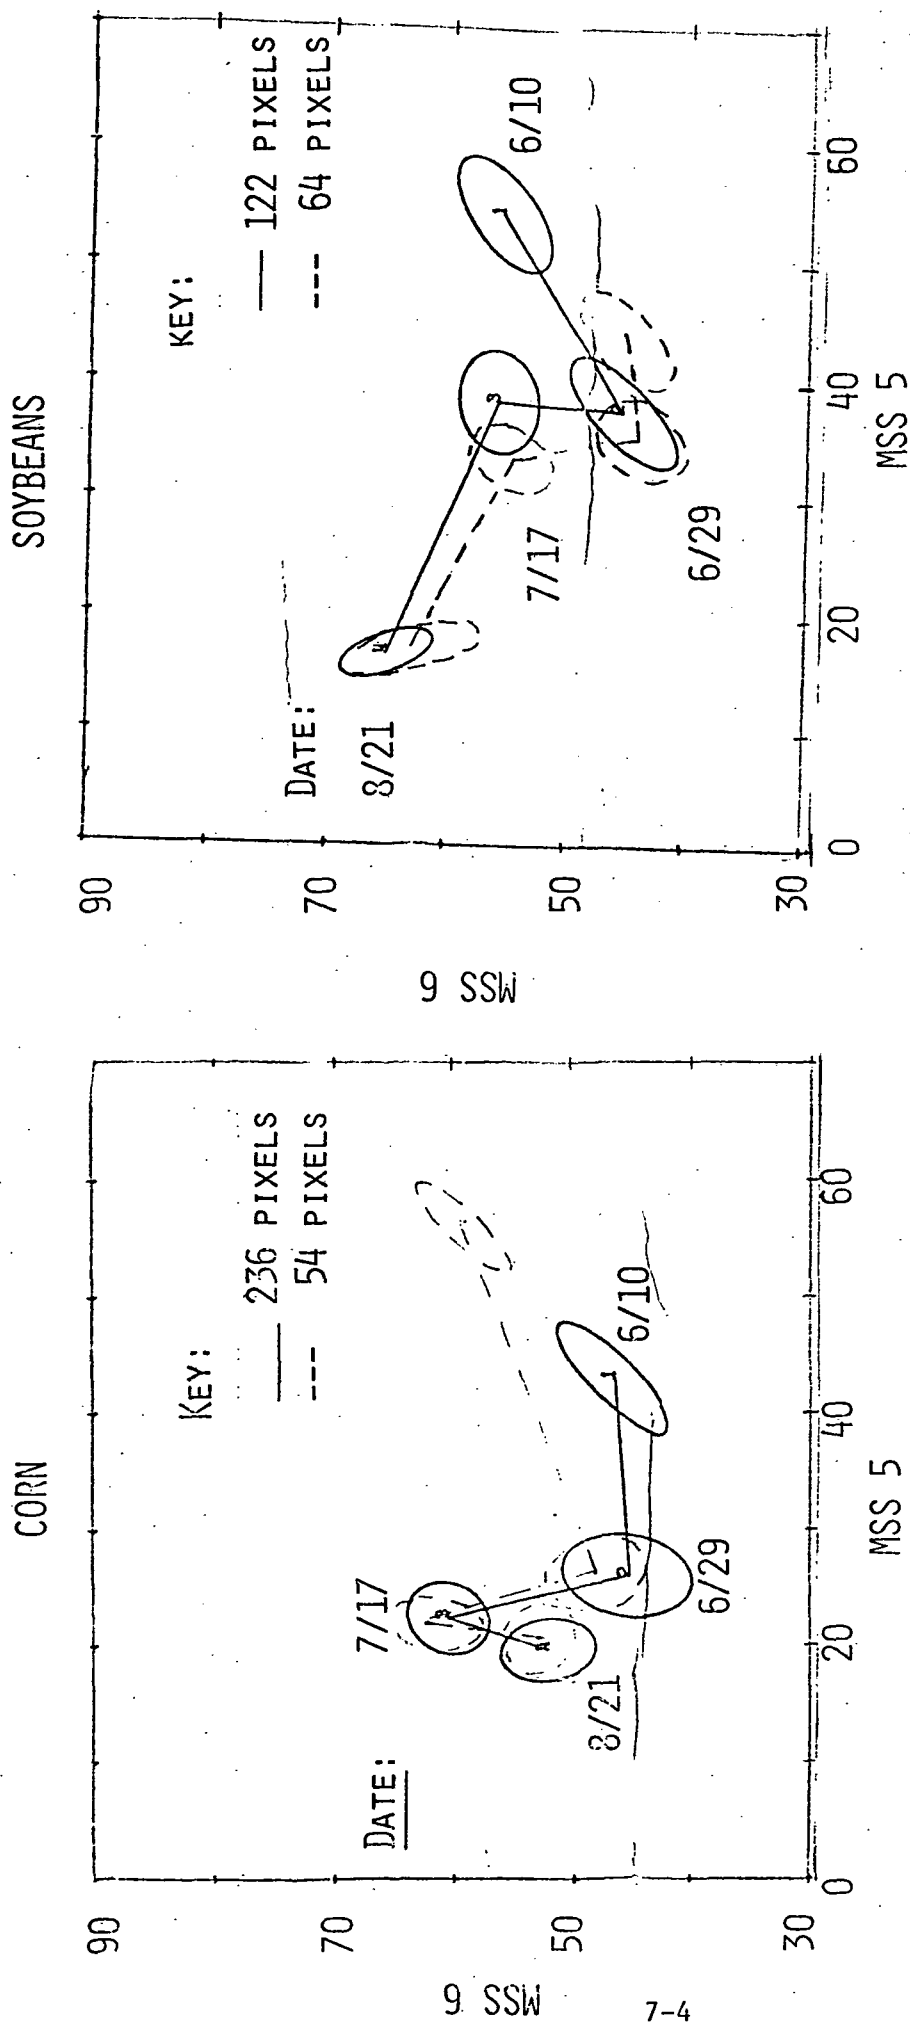 CORN
KEY:
— 236 PIXELS
--- 54 PIXELS
DATE:
7/17
8/21
6/29
6/10
90
70
50
30
MSS 6
0
20
40
60
MSS 5
SOYBEANS
KEY:
— 122 PIXELS
--- 64 PIXELS
DATE:
8/21
7/17
6/29
6/10
90
70
50
30
MSS 6
0
20
40
60
MSS 5
7-4